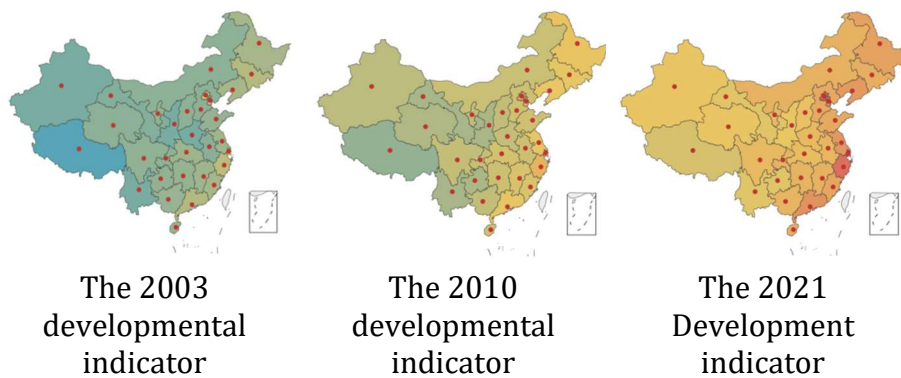 The 2003
developmental
indicator
The 2010
developmental
indicator
The 2021
Development
indicator